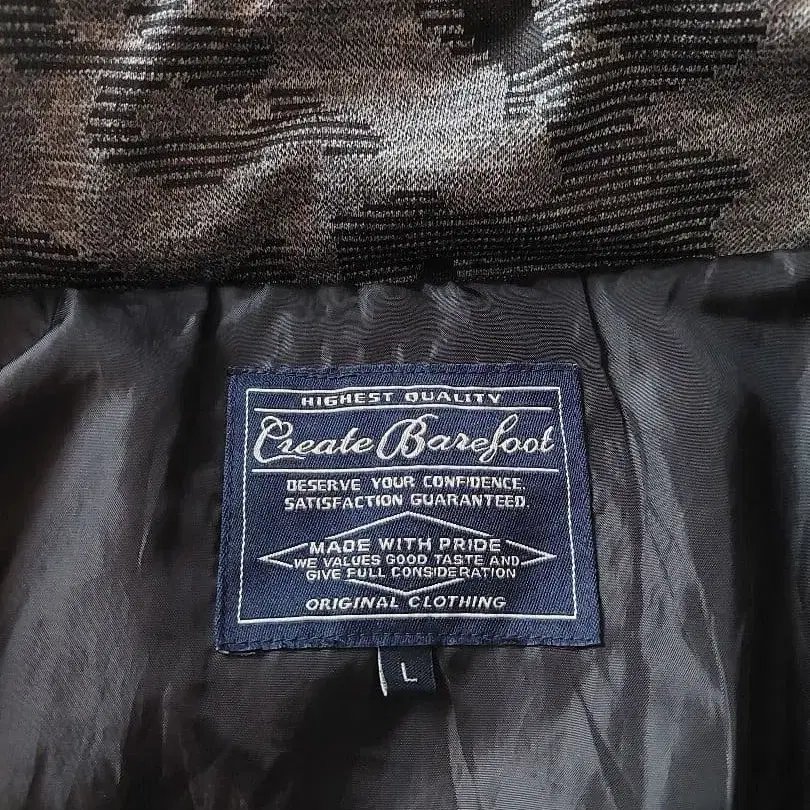 HIGHEST QUALITY
Create Barefoot
DESERVE YOUR CONFIDENCE,
SATISFACTION GUARANTEED.
MADE WITH PRIDE
WE VALUES GOOD TASTE AND
GIVE FULL CONSIDERATION
ORIGINAL CLOTHING
L